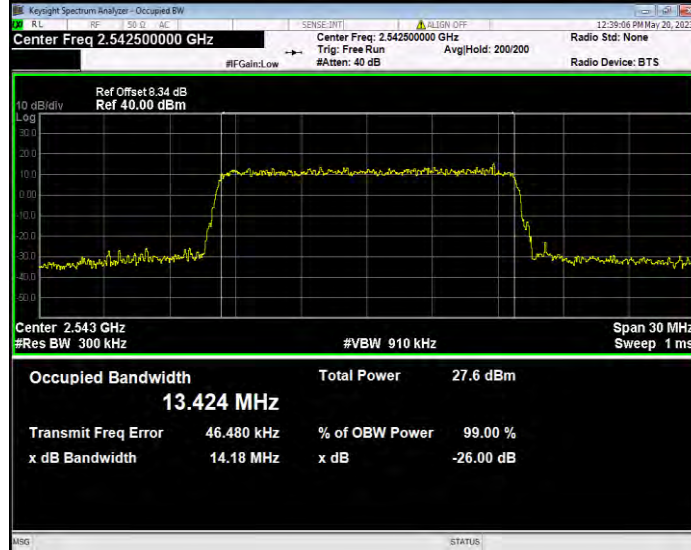 Keysight Spectrum Analyzer - Occupied BW
RL RF 50 Ω AC SENSE:INT ALIGN OFF 12:39:06 PM May 20, 202
Center Freq 2.542500000 GHz Center Freq: 2.542500000 GHz Radio Std: None
Trig: Free Run Avg|Hold: 200/200
#IFGain:Low #Atten: 40 dB Radio Device: BTS
Ref Offset 8.34 dB
10 dB/div Ref 40.00 dBm
Log
30.0
20.0
10.0
0.00
-10.0
-20.0
-30.0
-40.0
-50.0
Center 2.543 GHz Span 30 MHz
#Res BW 300 kHz #VBW 910 kHz Sweep 1 ms
Occupied Bandwidth Total Power 27.6 dBm
13.424 MHz
Transmit Freq Error 46.480 kHz % of OBW Power 99.00 %
x dB Bandwidth 14.18 MHz x dB -26.00 dB
MSG STATUS